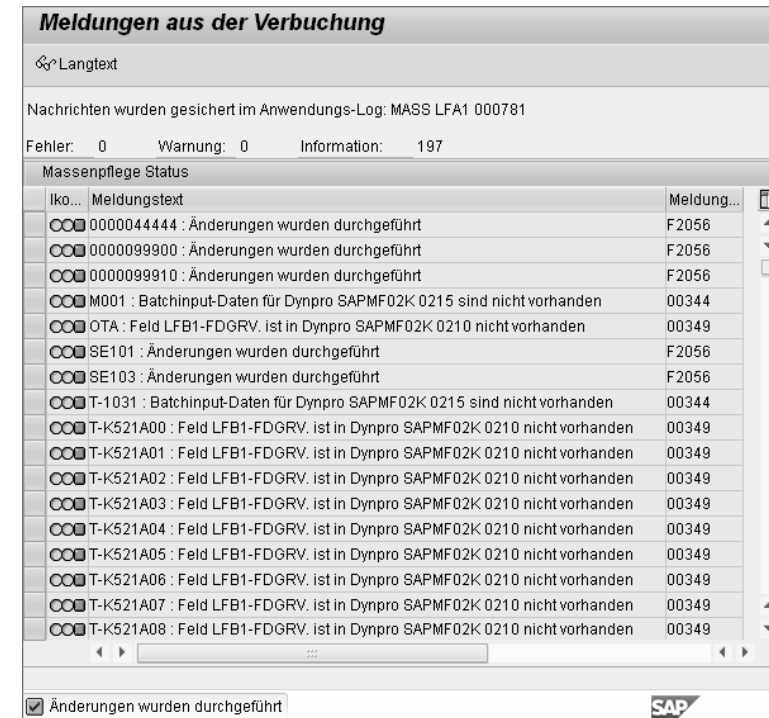 Meldungen aus der Verbuchung
Langtext
Nachrichten wurden gesichert im Anwendungs-Log: MASS LFA1 000781
Fehler: 0 Warnung: 0 Information: 197
Massenpflege Status
Iko... Meldungstext Meldung...
0000044444 : Änderungen wurden durchgeführt F2056
0000099900 : Änderungen wurden durchgeführt F2056
0000099910 : Änderungen wurden durchgeführt F2056
M001 : Batchinput-Daten für Dynpro SAPMF02K 0215 sind nicht vorhanden 00344
OTA : Feld LFB1-FDGRV. ist in Dynpro SAPMF02K 0210 nicht vorhanden 00349
SE101 : Änderungen wurden durchgeführt F2056
SE103 : Änderungen wurden durchgeführt F2056
T-1031 : Batchinput-Daten für Dynpro SAPMF02K 0215 sind nicht vorhanden 00344
T-K521A00 : Feld LFB1-FDGRV. ist in Dynpro SAPMF02K 0210 nicht vorhanden 00349
T-K521A01 : Feld LFB1-FDGRV. ist in Dynpro SAPMF02K 0210 nicht vorhanden 00349
T-K521A02 : Feld LFB1-FDGRV. ist in Dynpro SAPMF02K 0210 nicht vorhanden 00349
T-K521A03 : Feld LFB1-FDGRV. ist in Dynpro SAPMF02K 0210 nicht vorhanden 00349
T-K521A04 : Feld LFB1-FDGRV. ist in Dynpro SAPMF02K 0210 nicht vorhanden 00349
T-K521A05 : Feld LFB1-FDGRV. ist in Dynpro SAPMF02K 0210 nicht vorhanden 00349
T-K521A06 : Feld LFB1-FDGRV. ist in Dynpro SAPMF02K 0210 nicht vorhanden 00349
T-K521A07 : Feld LFB1-FDGRV. ist in Dynpro SAPMF02K 0210 nicht vorhanden 00349
T-K521A08 : Feld LFB1-FDGRV. ist in Dynpro SAPMF02K 0210 nicht vorhanden 00349
Änderungen wurden durchgeführt SAP